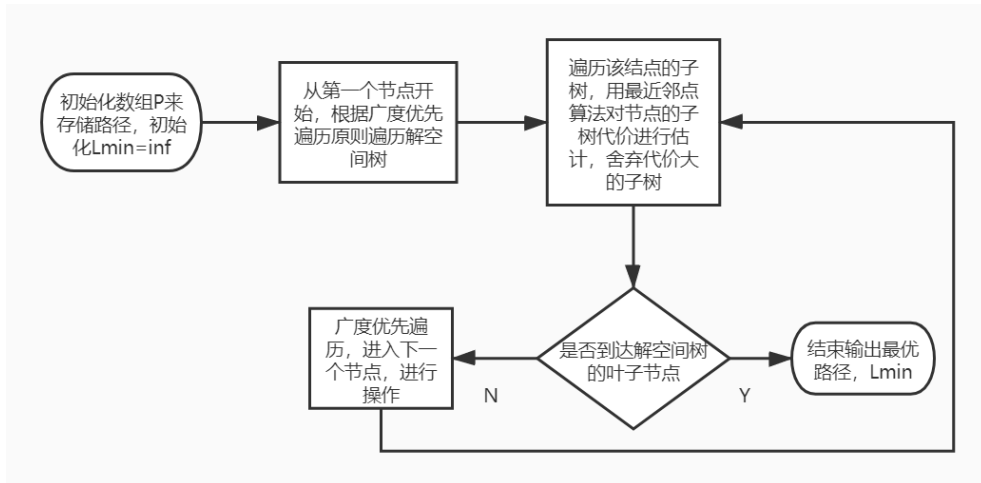 初始化数组P来
存储路径，初始
化Lmin=inf
从第一个节点开
始，根据广度优先
遍历原则遍历解空
间树
遍历该结点的子
树，用最近邻点
算法对节点的子
树代价进行估
计，舍弃代价大
的子树
是否到达解空间树
的叶子节点
N
Y
广度优先遍
历，进入下一
个节点，进行
操作
结束输出最优
路径，Lmin